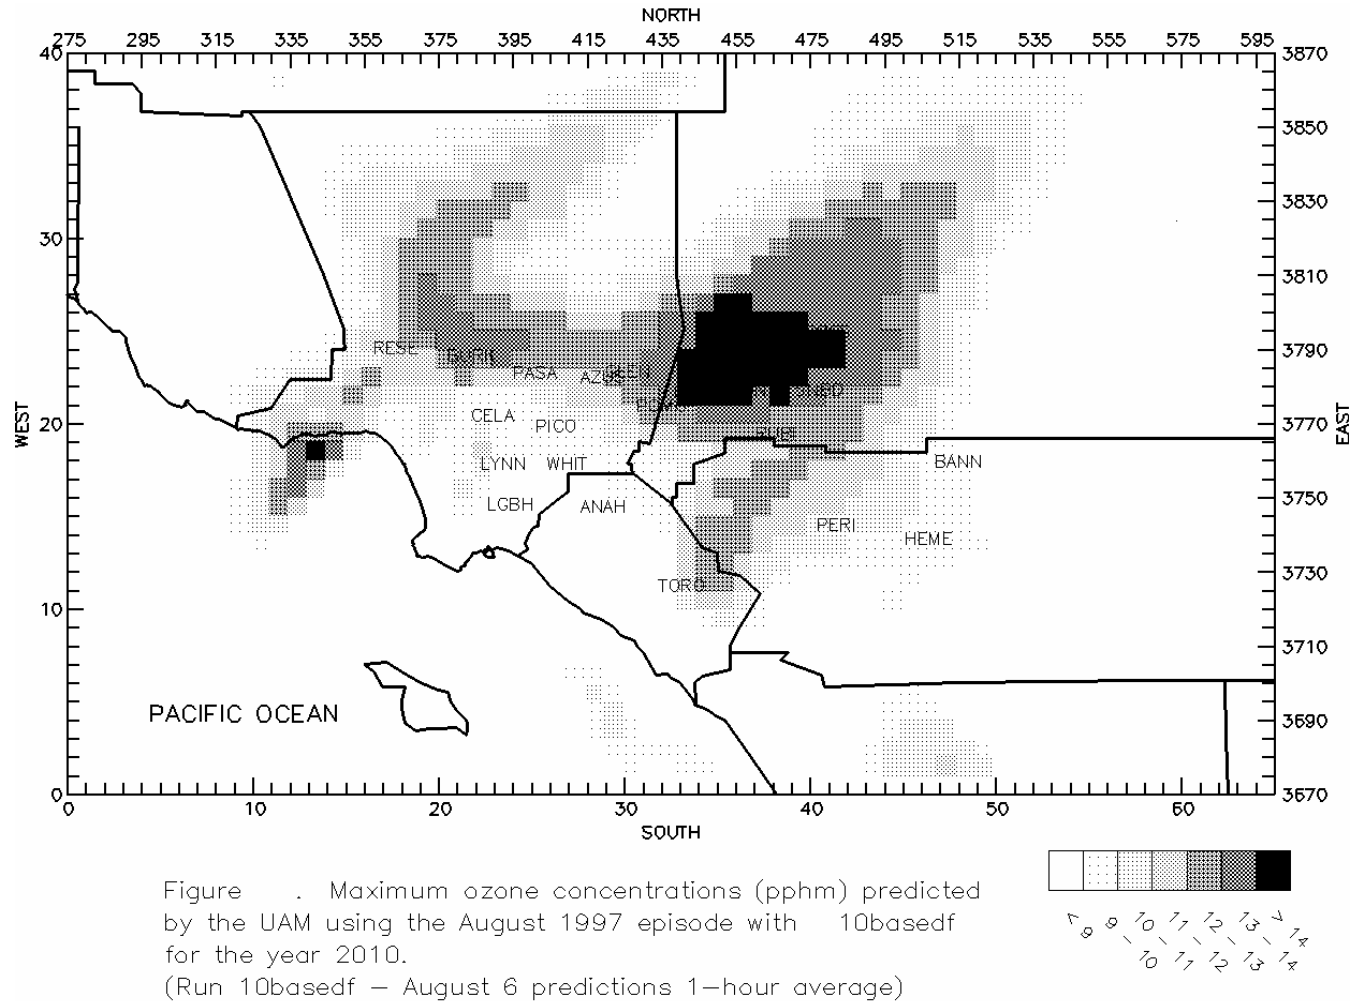 NORTH
275 295 315 335 355 375 395 415 435 455 475 495 515 535 555 575 595
40 3870
3850
3830
30
3810
3790
RESE BURK
PASA AZUS
POMO
CELA
PICO
20 3770
WEST EAST
LYNN WHIT BANN
3750
LGBH ANAH
PERI
HEME
3730
TORO
10
3710
PACIFIC OCEAN
3690
0 3670
0 10 20 30 40 50 60
SOUTH
Figure . Maximum ozone concentrations (pphm) predicted
by the UAM using the August 1997 episode with 10basedf
for the year 2010.
(Run 10basedf – August 6 predictions 1–hour average)
< 9
9 – 10
10 – 11
11 – 12
12 – 13
13 – 14
> 14